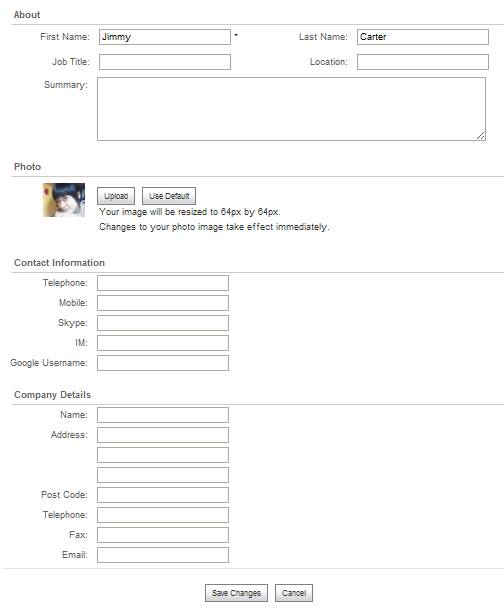 About
First Name: Jimmy * Last Name: Carter
Job Title: Location:
Summary:
Photo
Upload Use Default
Your image will be resized to 64px by 64px.
Changes to your photo image take effect immediately.
Contact Information
Telephone:
Mobile:
Skype:
IM:
Google Username:
Company Details
Name:
Address:
Post Code:
Telephone:
Fax:
Email:
Save Changes Cancel